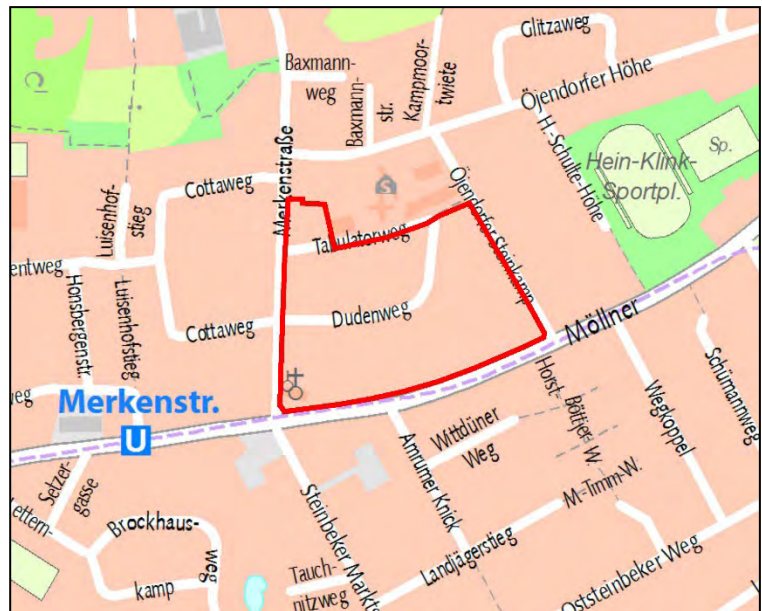 Glitzaweg
Baxmann-
weg
Baxmann-
str.
Kampmoor-
twiete
Öjendorfer Höhe
H.-Schulte-Höhe
Hein-Klink-
Sportpl.
Sp.
Merkenstraße
Cottaweg
Luisenhof-
stieg
S
Öjendorfer Steinkamp
Tabulatorweg
entweg
Honsbergenstr.
Luisenhofstieg
Dudenweg
Cottaweg
Möllner
weg
Merkenstr.
U
Horst-
Böttjer-W.
Wegkoppel
Schümannweg
Wittdüner
Weg
Amrumer Knick
Setzer-
gasse
Lettern-
Brockhaus-
weg
kamp
Steinbeker Markt
M-Timm-W.
Landjägerstieg
Tauch-
nitzweg
Oststeinbeker Weg